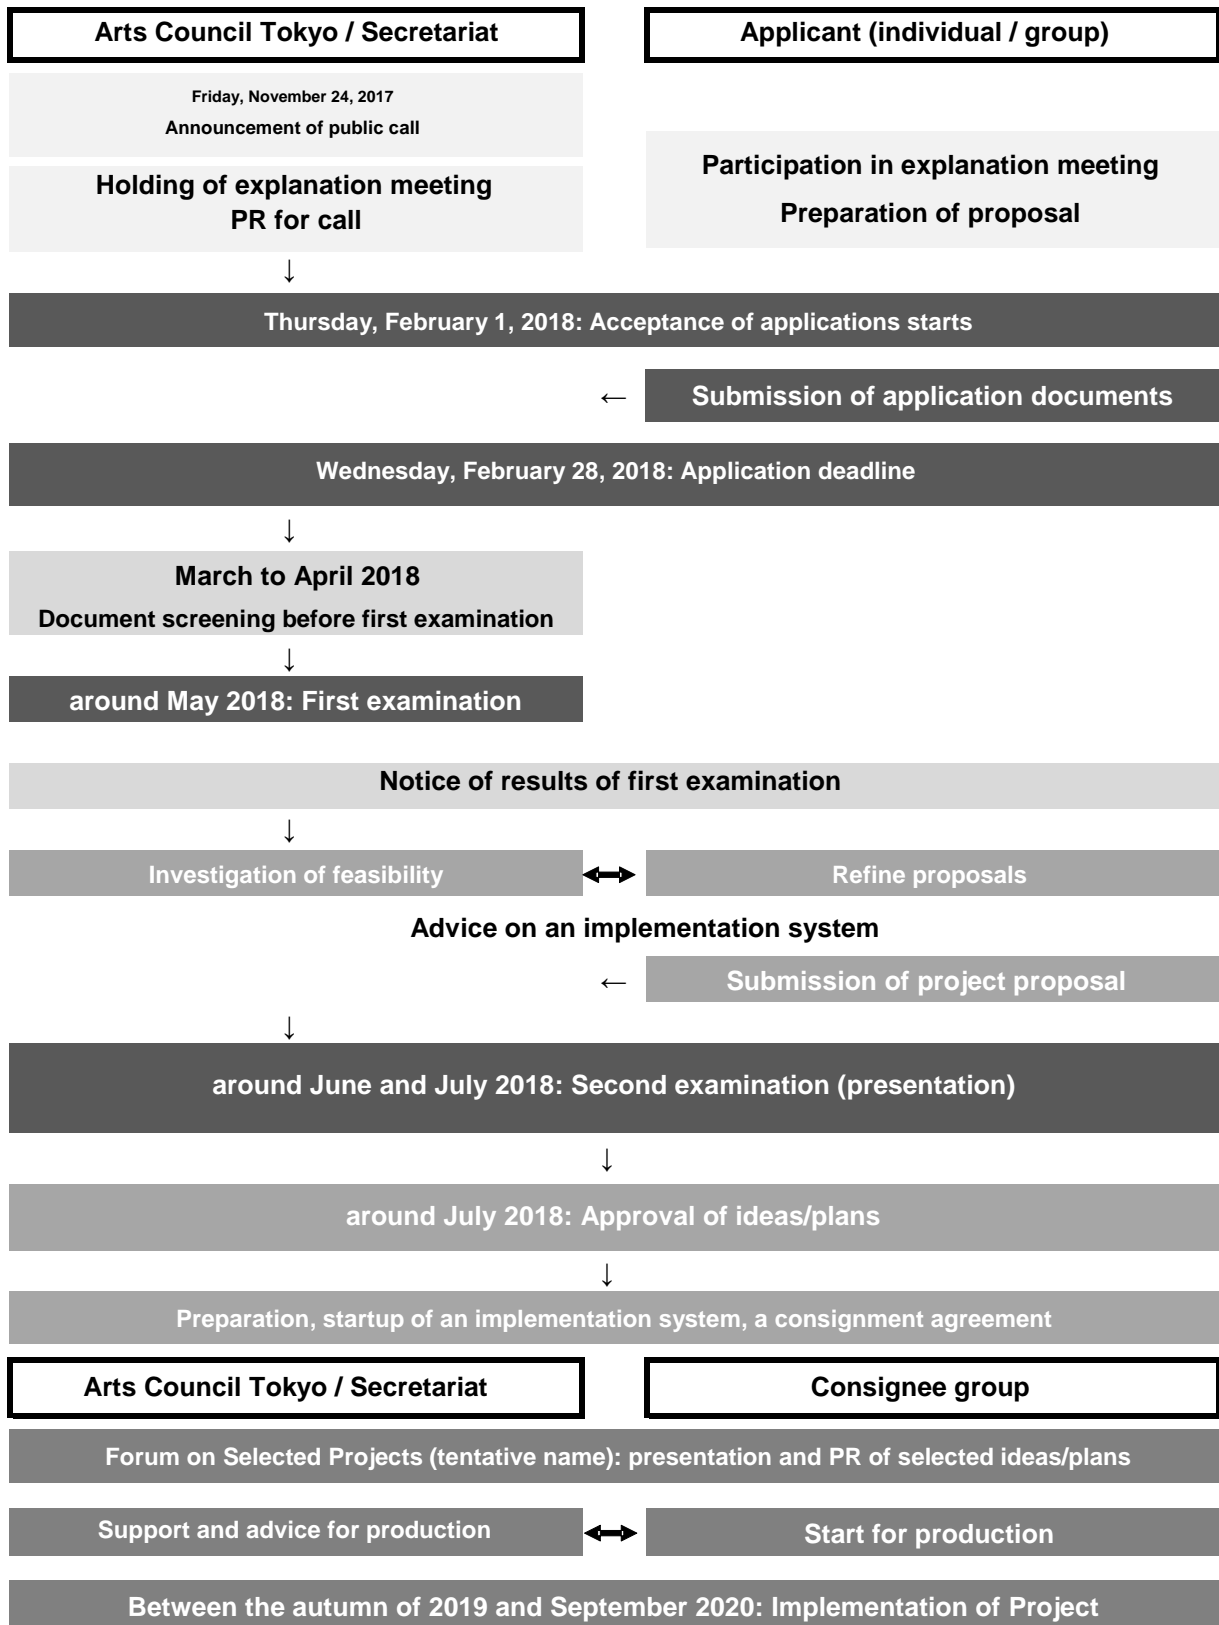 Arts Council Tokyo / Secretariat
Applicant (individual / group)
Friday, November 24, 2017
Announcement of public call
Holding of explanation meeting
PR for call
Participation in explanation meeting
Preparation of proposal
↓
Thursday, February 1, 2018: Acceptance of applications starts
← Submission of application documents
Wednesday, February 28, 2018: Application deadline
↓
March to April 2018
Document screening before first examination
↓
around May 2018: First examination
Notice of results of first examination
↓
Investigation of feasibility
Refine proposals
Advice on an implementation system
← Submission of project proposal
↓
around June and July 2018: Second examination (presentation)
↓
around July 2018: Approval of ideas/plans
↓
Preparation, startup of an implementation system, a consignment agreement
Arts Council Tokyo / Secretariat
Consignee group
Forum on Selected Projects (tentative name): presentation and PR of selected ideas/plans
Support and advice for production
Start for production
Between the autumn of 2019 and September 2020: Implementation of Project